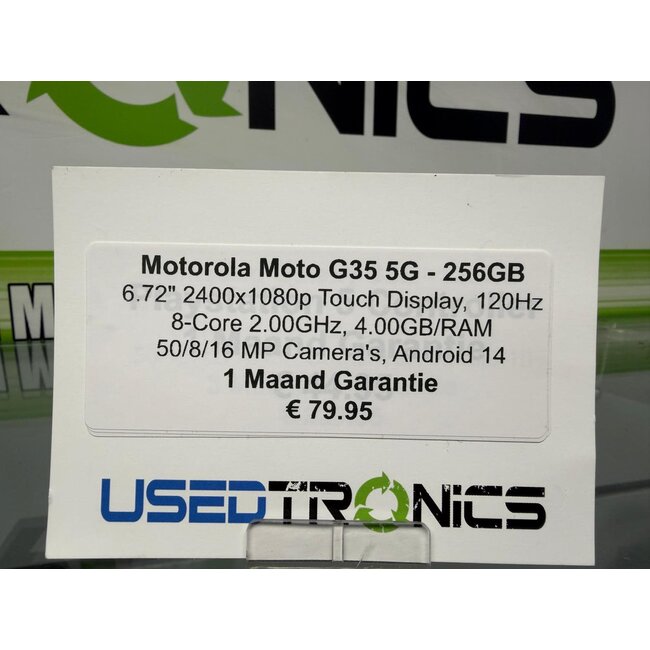 RONICS
M
Motorola Moto G35 5G - 256GB
6.72" 2400x1080p Touch Display, 120Hz
8-Core 2.00GHz, 4.00GB/RAM
50/8/16 MP Camera's, Android 14
1 Maand Garantie
€ 79.95
USEDTRONiCS